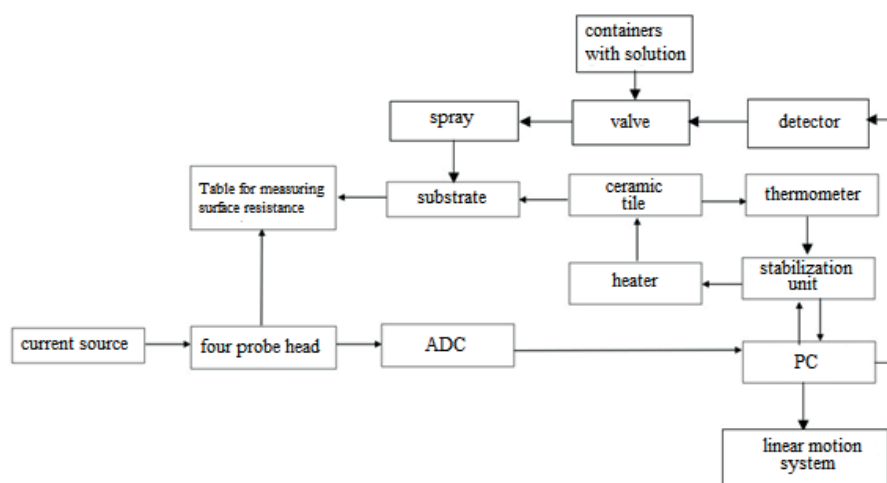 containers
with solution
spray
valve
detector
Table for measuring
surface resistance
substrate
ceramic
tile
thermometer
heater
stabilization
unit
current source
four probe head
ADC
PC
linear motion
system